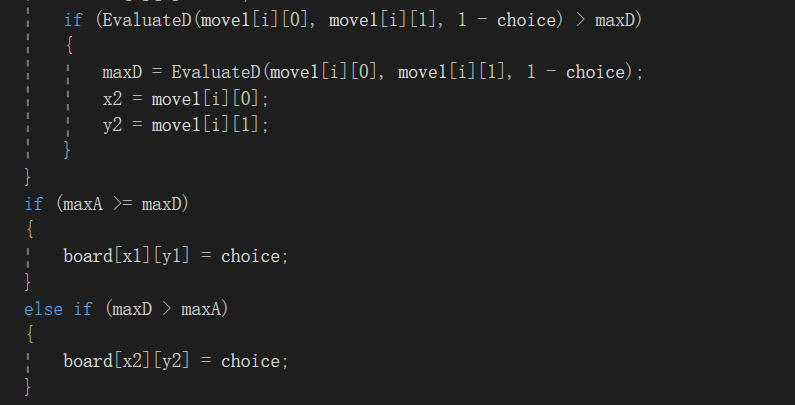 if (EvaluateD(move1[i][0], move1[i][1], 1 - choice) > maxD)
{
maxD = EvaluateD(move1[i][0], move1[i][1], 1 - choice);
x2 = move1[i][0];
y2 = move1[i][1];
}
}
if (maxA >= maxD)
{
board[x1][y1] = choice;
}
else if (maxD > maxA)
{
board[x2][y2] = choice;
}